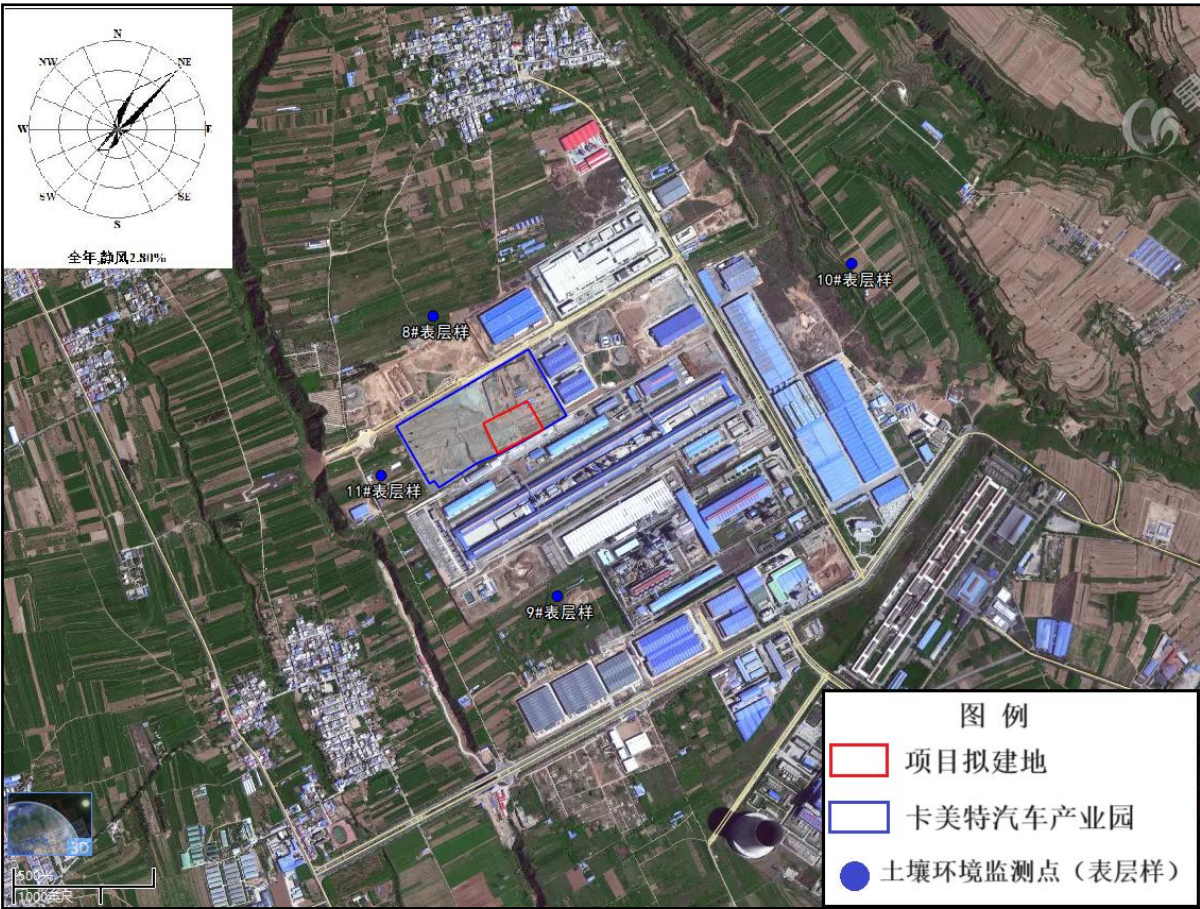 N
NW
NE
W
E
SW
SE
S
全年,静风2.80%
10#表层样
8#表层样
11#表层样
9#表层样
图 例
项目拟建地
卡美特汽车产业园
土壤环境监测点（表层样）
3D
500米
1000英尺